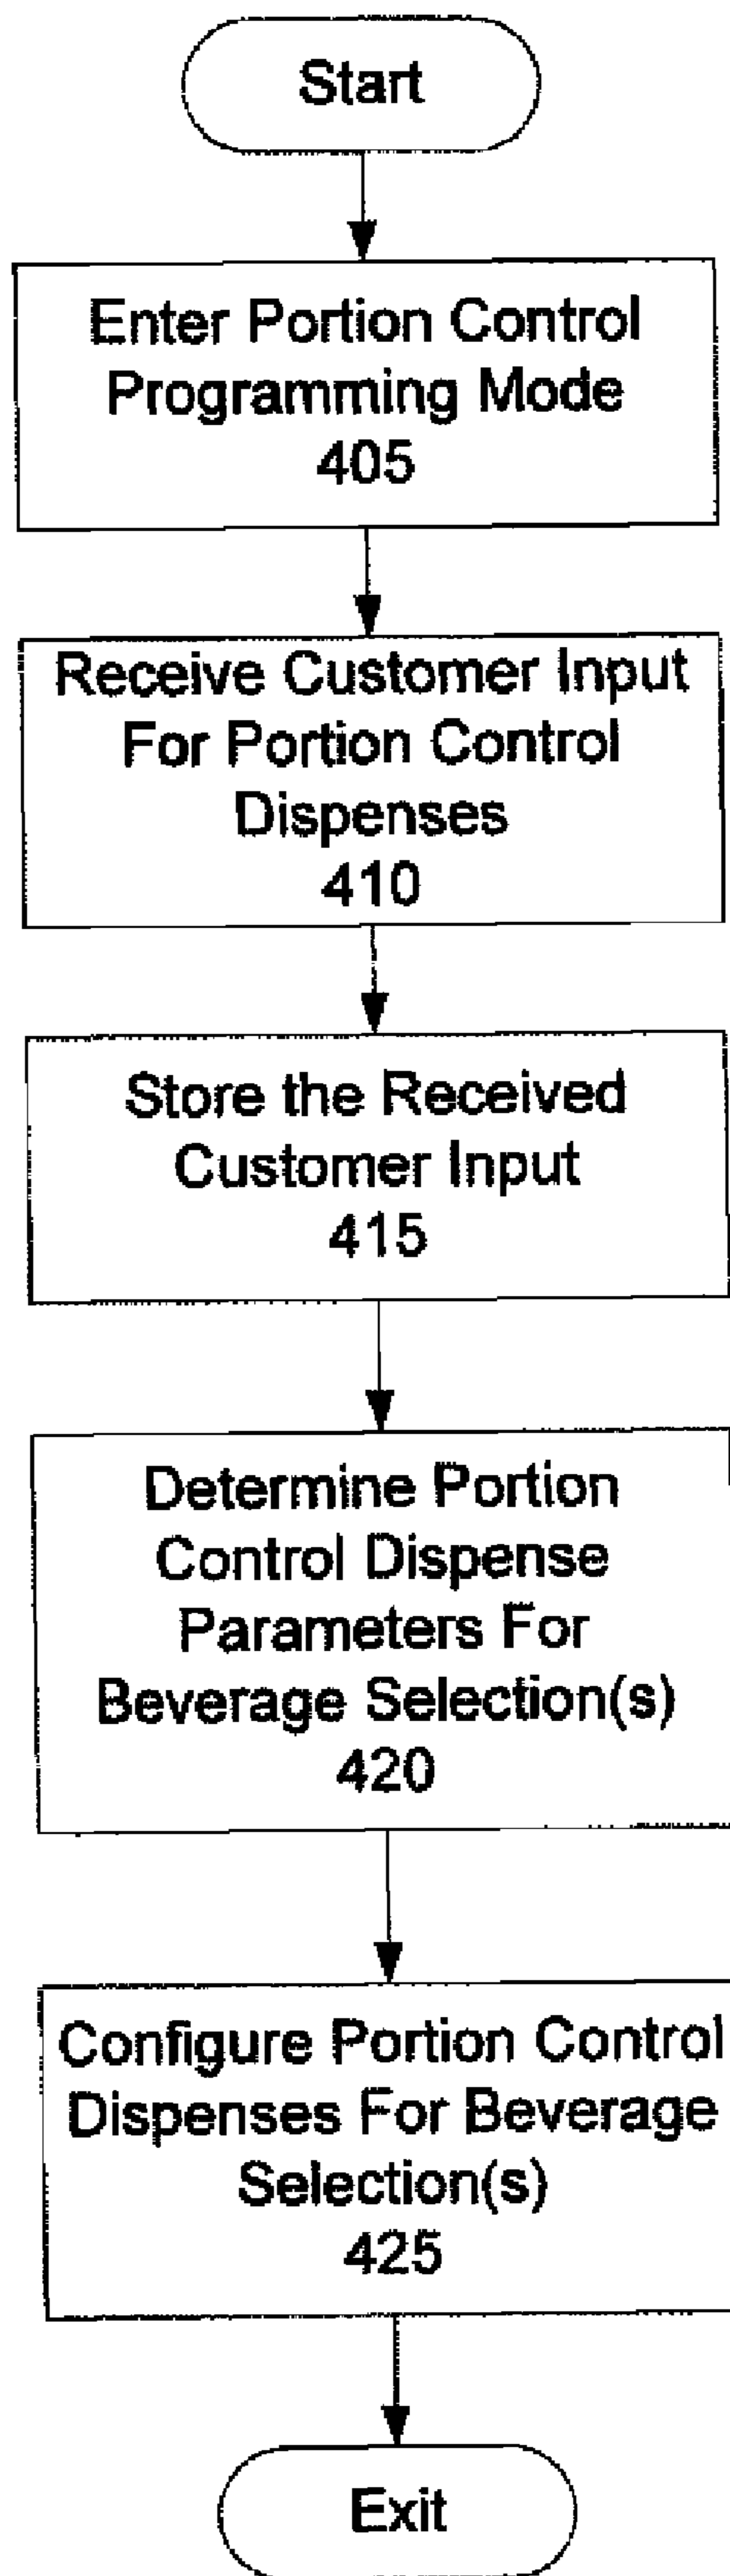 Start
Enter Portion Control
Programming Mode
405
Receive Customer Input
For Portion Control
Dispenses
410
Store the Received
Customer Input
415
Determine Portion
Control Dispense
Parameters For
Beverage Selection(s)
420
Configure Portion Control
Dispenses For Beverage
Selection(s)
425
Exit